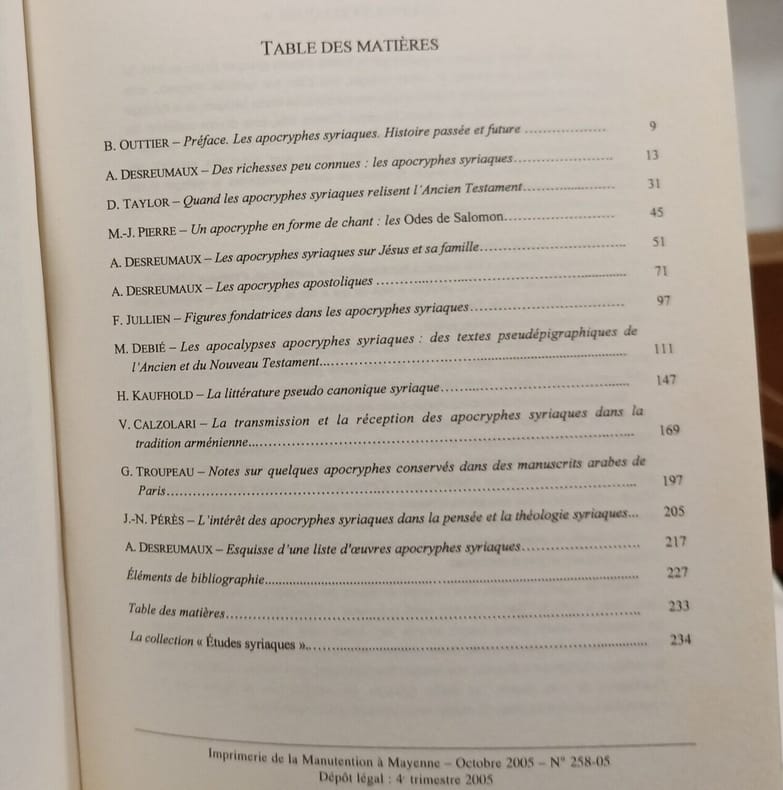 TABLE DES MATIÈRES
B. OUTTIER – Préface. Les apocryphes syriaques. Histoire passée et future .................... 9
A. DESREUMAUX – Des richesses peu connues : les apocryphes syriaques......................... 13
D. TAYLOR – Quand les apocryphes syriaques relisent l'Ancien Testament....................... 31
M.-J. PIERRE – Un apocryphe en forme de chant : les Odes de Salomon........................... 45
A. DESREUMAUX – Les apocryphes syriaques sur Jésus et sa famille.................................. 51
A. DESREUMAUX – Les apocryphes apostoliques ............................................................. 71
F. JULLIEN – Figures fondatrices dans les apocryphes syriaques...................................... 97
M. DEBIÉ – Les apocalypses apocryphes syriaques : des textes pseudépigraphiques de
l'Ancien et du Nouveau Testament........................................................................... 111
H. KAUFHOLD – La littérature pseudo canonique syriaque.............................................. 147
V. CALZOLARI – La transmission et la réception des apocryphes syriaques dans la
tradition arménienne............................................................................................... 169
G. TROUPEAU – Notes sur quelques apocryphes conservés dans des manuscrits arabes de
Paris........................................................................................................................ 197
J.-N. PÉRÈS – L'intérêt des apocryphes syriaques dans la pensée et la théologie syriaques... 205
A. DESREUMAUX – Esquisse d'une liste d'œuvres apocryphes syriaques............................ 217
Éléments de bibliographie............................................................................................. 227
Table des matières........................................................................................................ 233
La collection « Études syriaques »................................................................................. 234
Imprimerie de la Manutention à Mayenne – Octobre 2005 – N° 258-05
Dépôt légal : 4ᵉ trimestre 2005